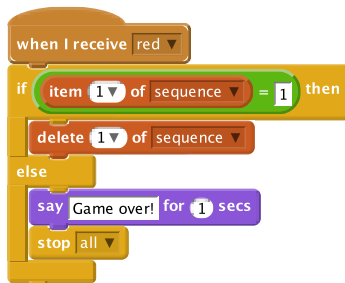 when I receive red
if item 1 of sequence = 1 then
delete 1 of sequence
else
say Game over! for 1 secs
stop all